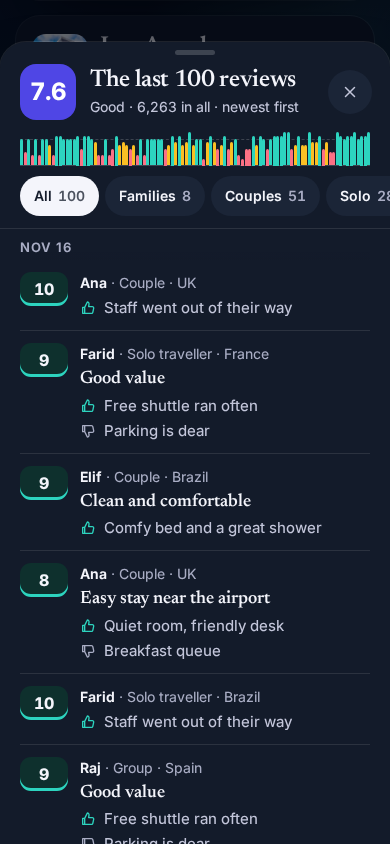 7.6
The last 100 reviews
Good · 6,263 in all · newest first
All 100 Families 8 Couples 51 Solo 28
NOV 16
10
Ana · Couple · UK
Staff went out of their way
9
Farid · Solo traveller · France
Good value
Free shuttle ran often
Parking is dear
9
Elif · Couple · Brazil
Clean and comfortable
Comfy bed and a great shower
8
Ana · Couple · UK
Easy stay near the airport
Quiet room, friendly desk
Breakfast queue
10
Farid · Solo traveller · Brazil
Staff went out of their way
9
Raj · Group · Spain
Good value
Free shuttle ran often
Parking is dear